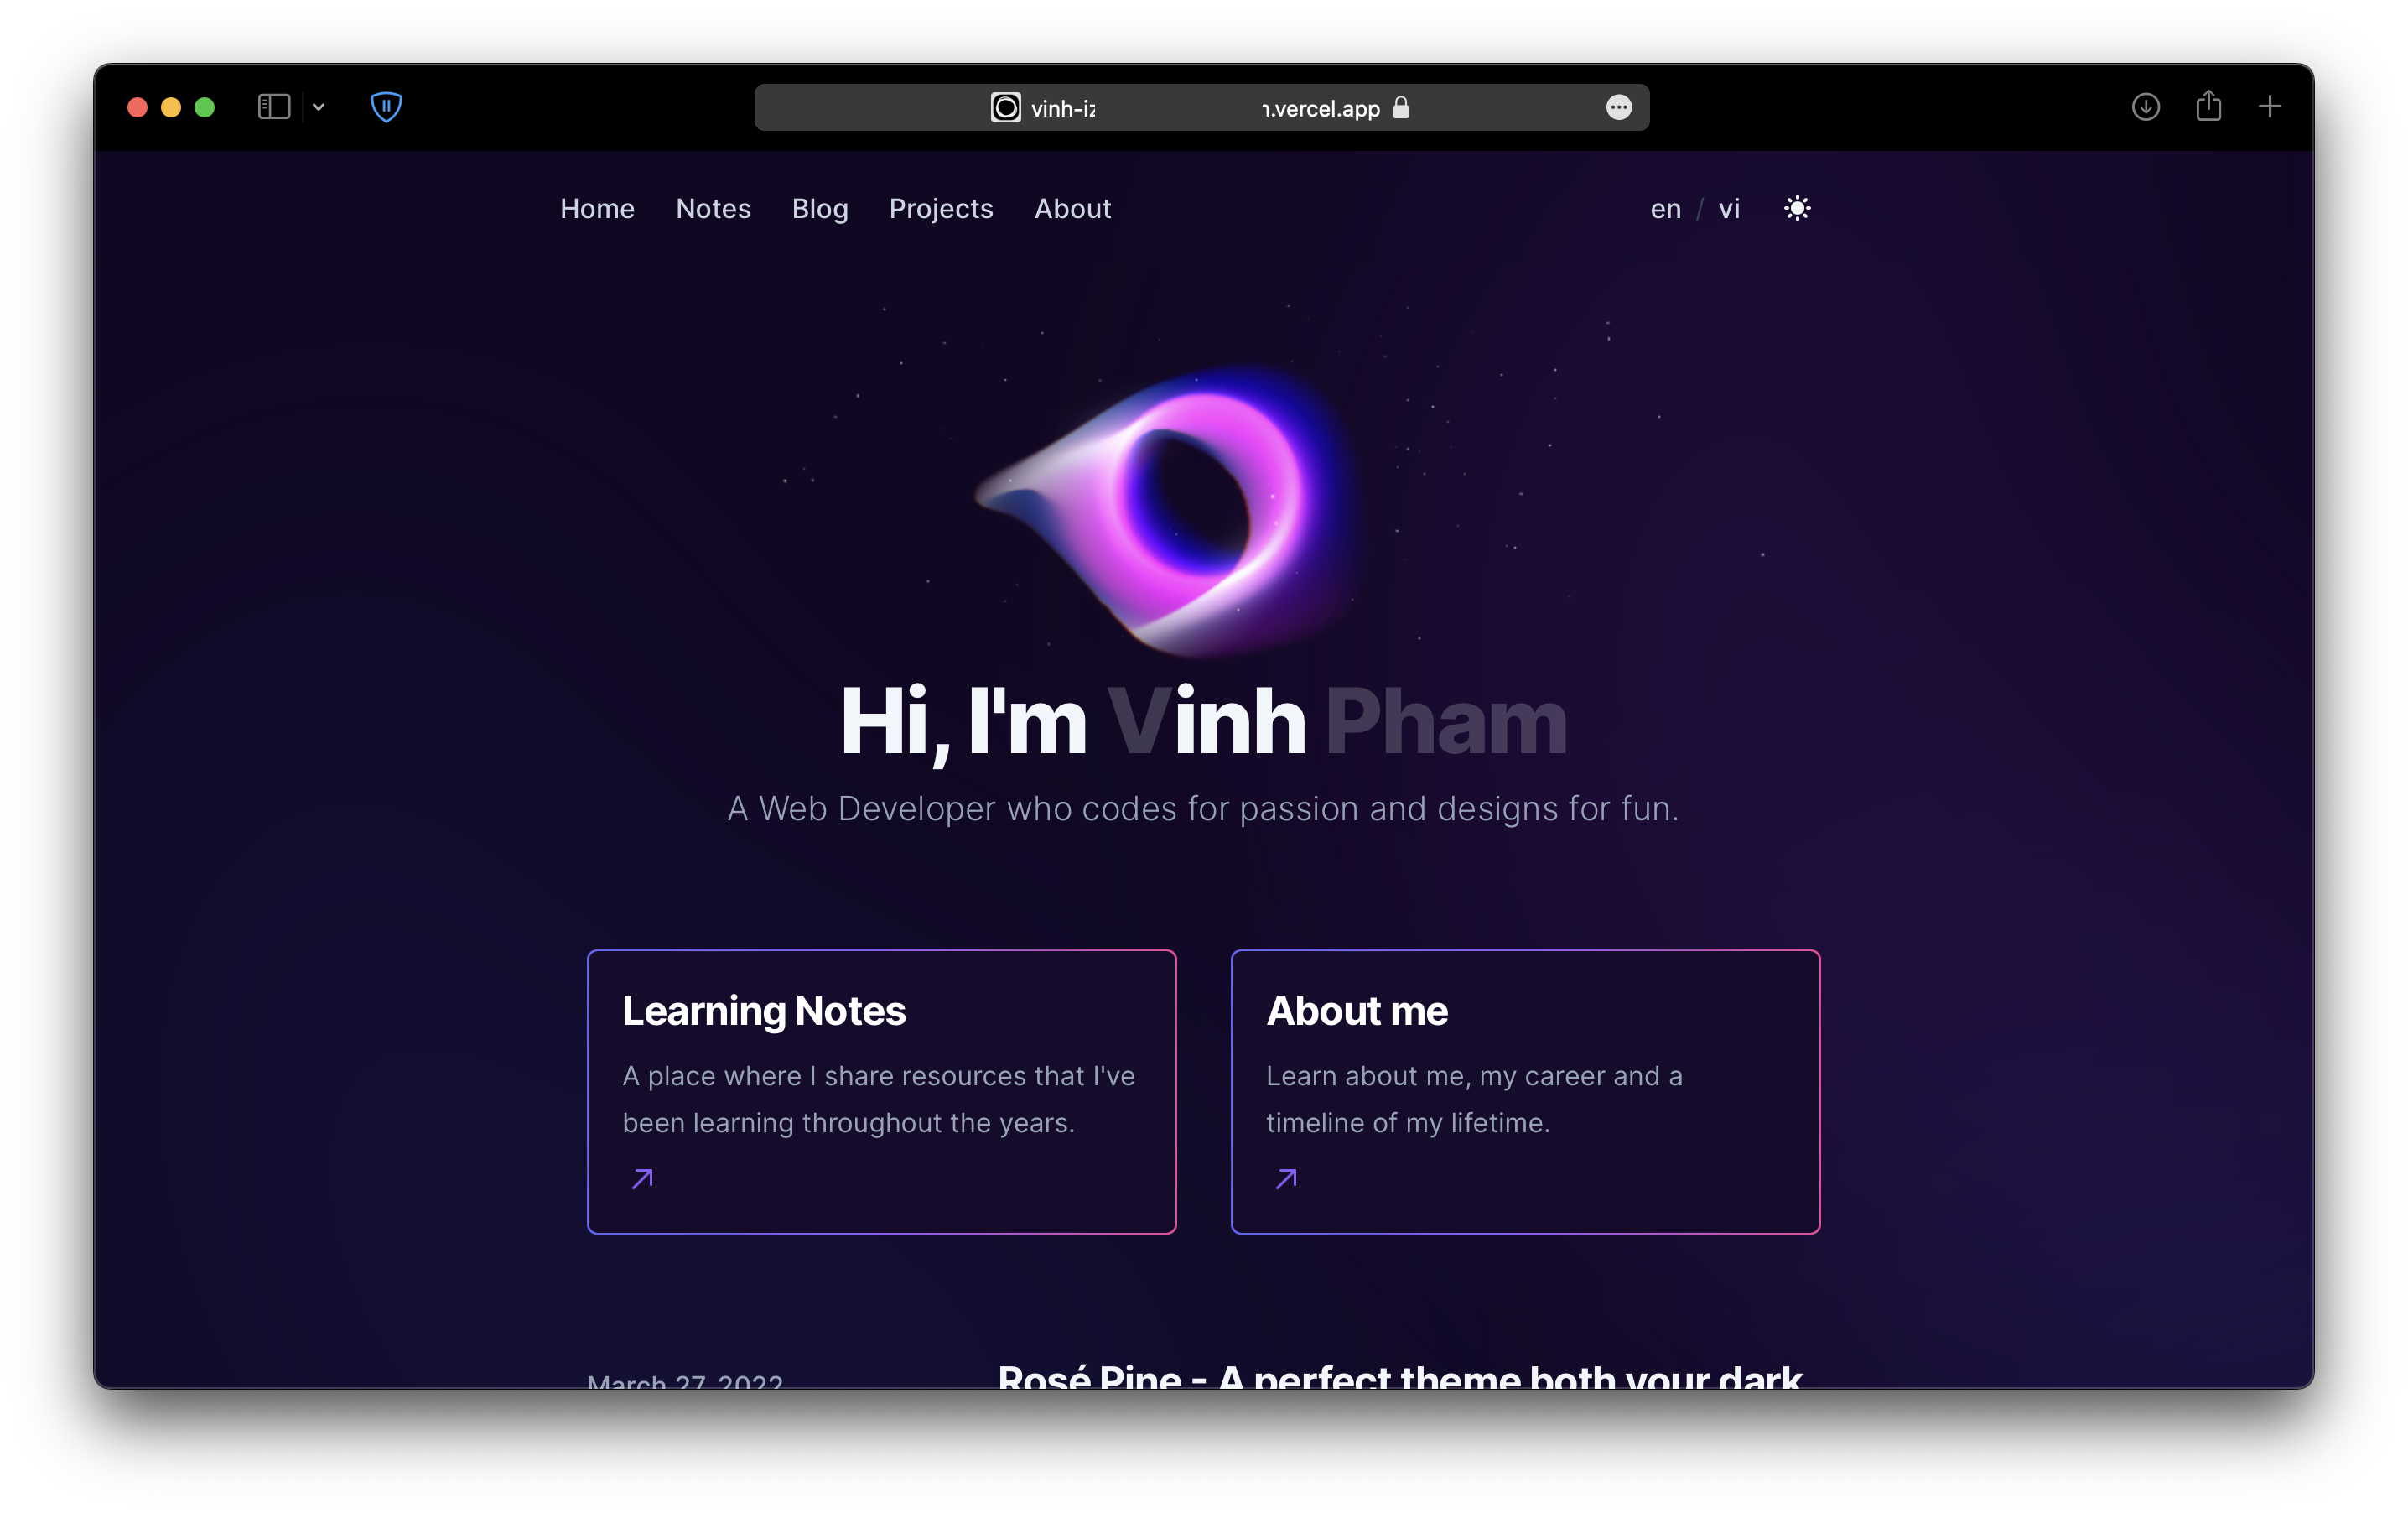 vinh-iz .vercel.app
Home Notes Blog Projects About en / vi
Hi, I'm Vinh Pham
A Web Developer who codes for passion and designs for fun.
Learning Notes
A place where I share resources that I've
been learning throughout the years.
About me
Learn about me, my career and a
timeline of my lifetime.
March 27, 2022
Rosé Pine - A perfect theme both your dark